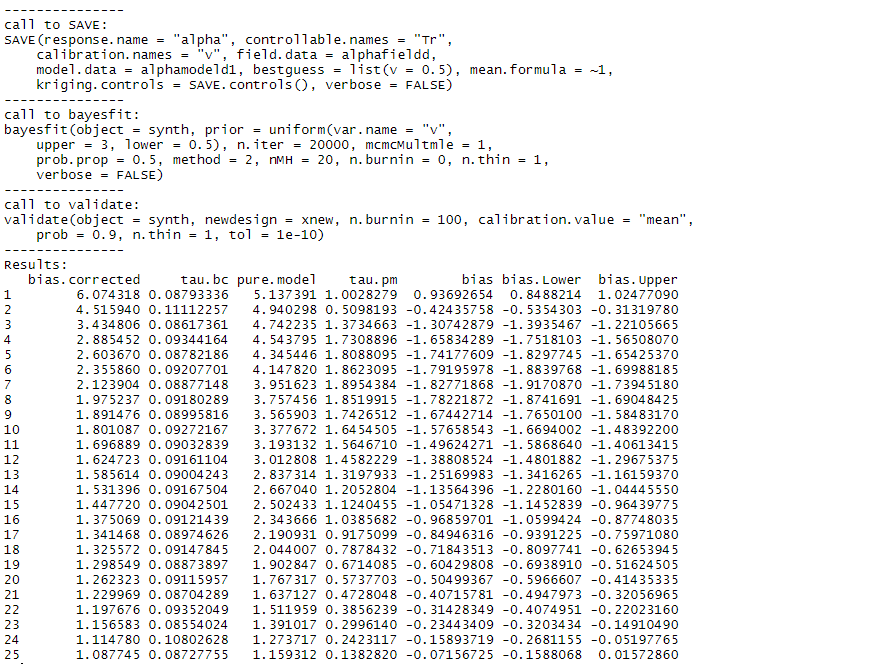 ---------------
call to SAVE:
SAVE(response.name = "alpha", controllable.names = "Tr",
    calibration.names = "v", field.data = alphafieldd,
    model.data = alphamodeld1, bestguess = list(v = 0.5), mean.formula = ~1,
    kriging.controls = SAVE.controls(), verbose = FALSE)
---------------
call to bayesfit:
bayesfit(object = synth, prior = uniform(var.name = "v",
    upper = 3, lower = 0.5), n.iter = 20000, mcmcMultmle = 1,
    prob.prop = 0.5, method = 2, nMH = 20, n.burnin = 0, n.thin = 1,
    verbose = FALSE)
---------------
call to validate:
validate(object = synth, newdesign = xnew, n.burnin = 100, calibration.value = "mean",
    prob = 0.9, n.thin = 1, tol = 1e-10)
---------------
Results:
   bias.corrected     tau.bc pure.model    tau.pm        bias bias.Lower  bias.Upper
1        6.074318 0.08793336   5.137391 1.0028279  0.93692654  0.8488214  1.02477090
2        4.515940 0.11112257   4.940298 0.5098193 -0.42435758 -0.5354303 -0.31319780
3        3.434806 0.08617361   4.742235 1.3734663 -1.30742879 -1.3935467 -1.22105665
4        2.885452 0.09344164   4.543795 1.7308896 -1.65834289 -1.7518103 -1.56508070
5        2.603670 0.08782186   4.345446 1.8088095 -1.74177609 -1.8297745 -1.65425370
6        2.355860 0.09207701   4.147820 1.8623095 -1.79195978 -1.8839768 -1.69988185
7        2.123904 0.08877148   3.951623 1.8954384 -1.82771868 -1.9170870 -1.73945180
8        1.975237 0.09180289   3.757456 1.8519915 -1.78221872 -1.8741691 -1.69048425
9        1.891476 0.08995816   3.565903 1.7426512 -1.67442714 -1.7650100 -1.58483170
10       1.801087 0.09272167   3.377672 1.6454505 -1.57658543 -1.6694002 -1.48392200
11       1.696889 0.09032839   3.193132 1.5646710 -1.49624271 -1.5868640 -1.40613415
12       1.624723 0.09161104   3.012808 1.4582229 -1.38808524 -1.4801882 -1.29675375
13       1.585614 0.09004243   2.837314 1.3197933 -1.25169983 -1.3416265 -1.16159370
14       1.531396 0.09167504   2.667040 1.2052804 -1.13564396 -1.2280160 -1.04445550
15       1.447720 0.09042501   2.502433 1.1240455 -1.05471328 -1.1452839 -0.96439775
16       1.375069 0.09121439   2.343666 1.0385682 -0.96859701 -1.0599424 -0.87748035
17       1.341468 0.08974626   2.190931 0.9175099 -0.84946316 -0.9391225 -0.75971080
18       1.325572 0.09147845   2.044007 0.7878432 -0.71843513 -0.8097741 -0.62653945
19       1.298549 0.08873897   1.902847 0.6714085 -0.60429808 -0.6938910 -0.51624505
20       1.262323 0.09115957   1.767317 0.5737703 -0.50499367 -0.5966607 -0.41435335
21       1.229969 0.08704289   1.637127 0.4728048 -0.40715781 -0.4947973 -0.32056965
22       1.197676 0.09352049   1.511959 0.3856239 -0.31428349 -0.4074951 -0.22023160
23       1.156583 0.08554024   1.391017 0.2996140 -0.23443409 -0.3203434 -0.14910490
24       1.114780 0.10802628   1.273717 0.2423117 -0.15893719 -0.2681155 -0.05197765
25       1.087745 0.08727755   1.159312 0.1382820 -0.07156725 -0.1588068  0.01572860